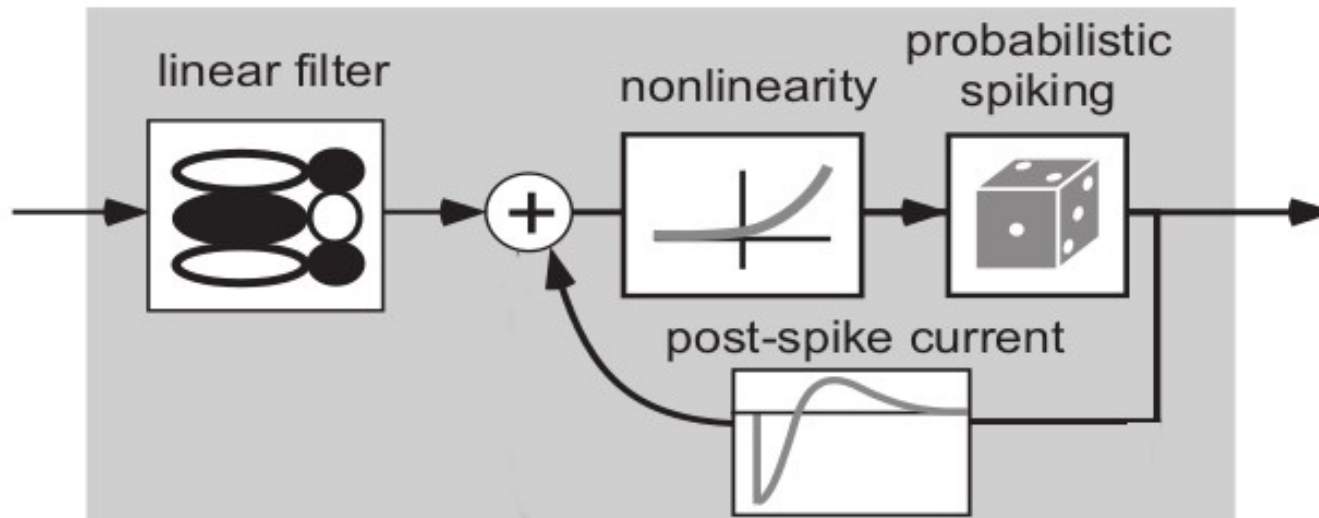 linear filter
nonlinearity
probabilistic
spiking
+
post-spike current